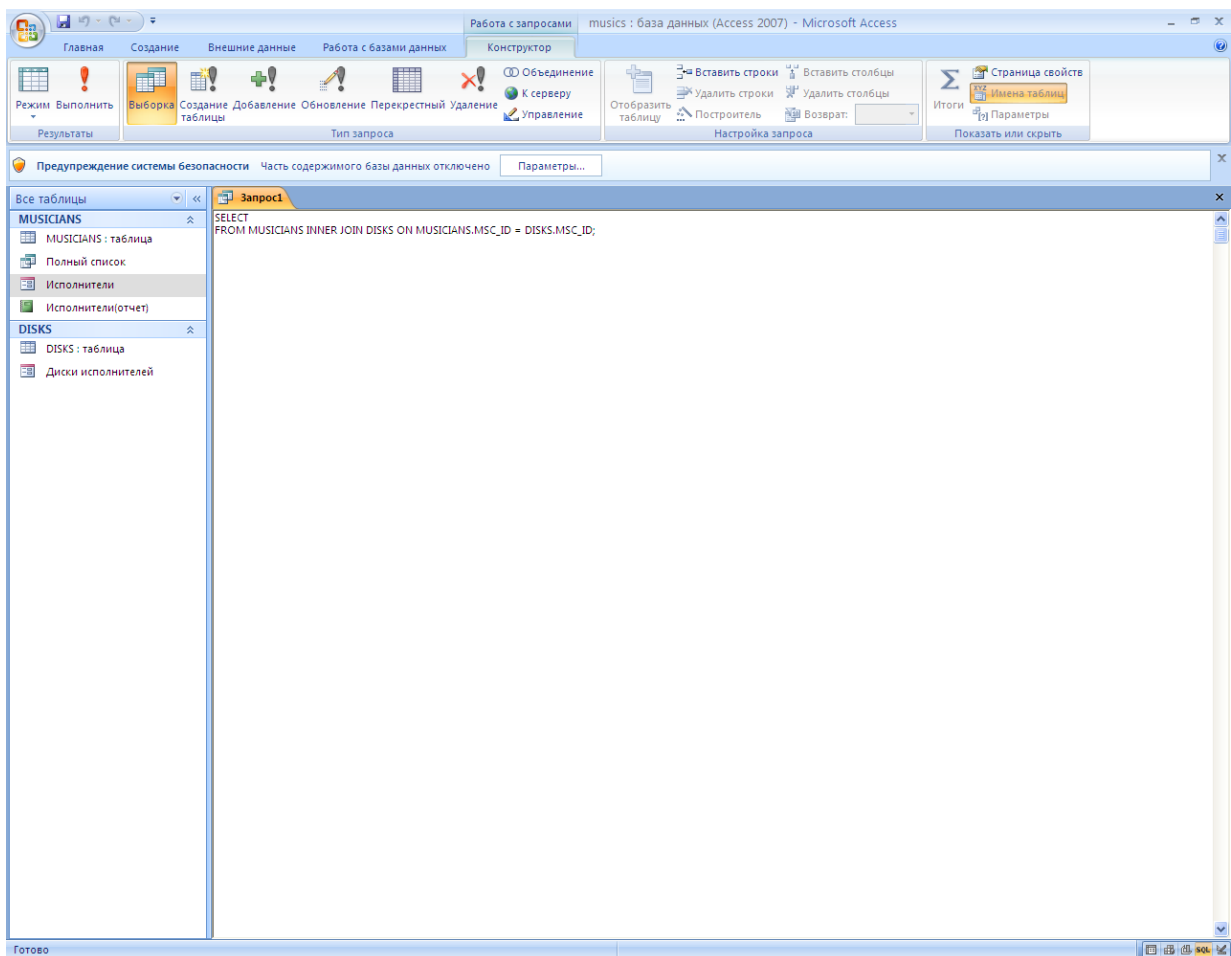 Работа с запросами musics : база данных (Access 2007) - Microsoft Access
Главная Создание Внешние данные Работа с базами данных Конструктор
Режим Выполнить
Результаты
Выборка Создание таблицы Добавление Обновление Перекрестный Удаление
Объединение
К серверу
Управление
Тип запроса
Отобразить таблицу
Вставить строки
Удалить строки
Построитель
Вставить столбцы
Удалить столбцы
Возврат:
Настройка запроса
Итоги
Страница свойств
Имена таблиц
Параметры
Показать или скрыть
Предупреждение системы безопасности Часть содержимого базы данных отключено Параметры...
Все таблицы
MUSICIANS
MUSICIANS : таблица
Полный список
Исполнители
Исполнители(отчет)
DISKS
DISKS : таблица
Диски исполнителей
Запрос1
SELECT
FROM MUSICIANS INNER JOIN DISKS ON MUSICIANS.MSC_ID = DISKS.MSC_ID;
Готово
SQL